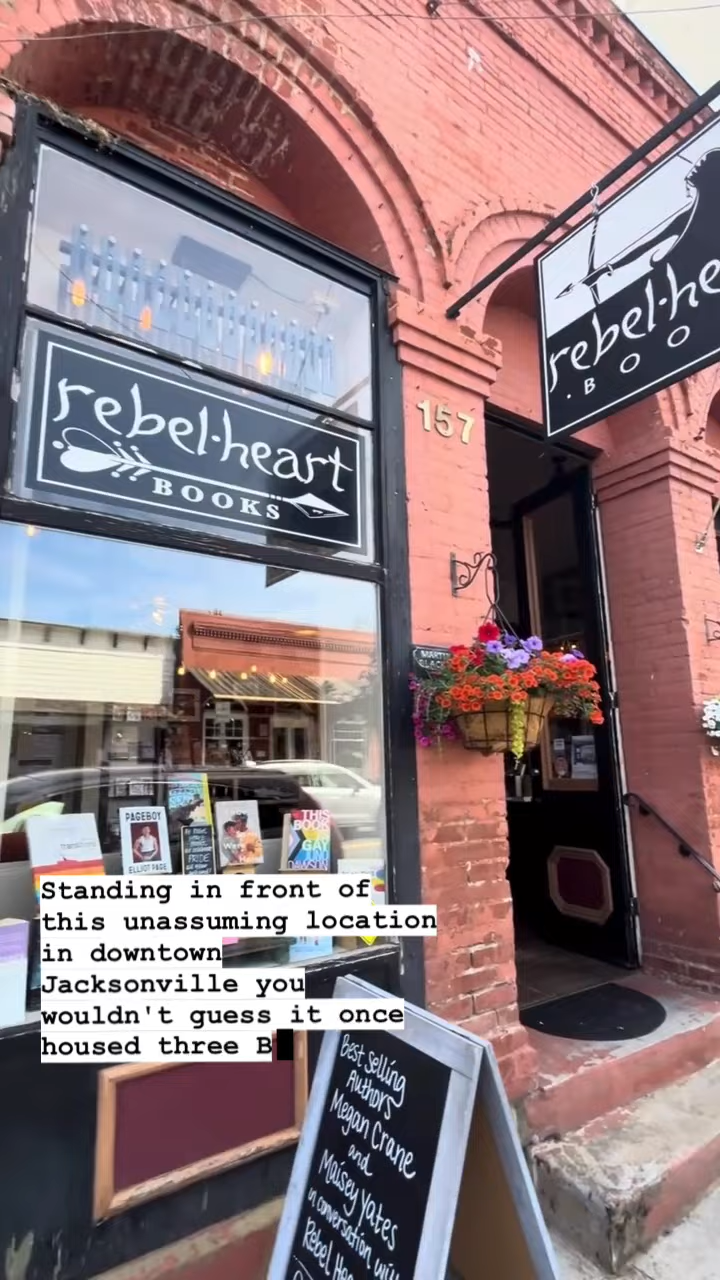 rebel·heart
BOOKS
157
rebel·he
·BOO
PAGEBOY
ELLIOT PAGE
PRIDE
THIS
BOOK
IS
GAY
DAWSON
Standing in front of
this unassuming location
in downtown
Jacksonville you
wouldn't guess it once
housed three B
Best Selling
Authors
Megan Crane
and
Maisey Yates
in conversation with
Rebel Hea